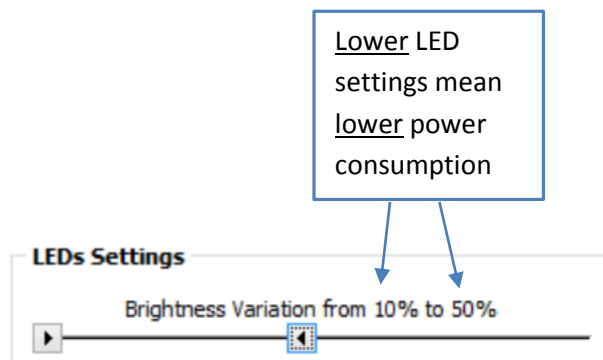 Lower LED
settings mean
lower power
consumption
LEDs Settings
Brightness Variation from 10% to 50%